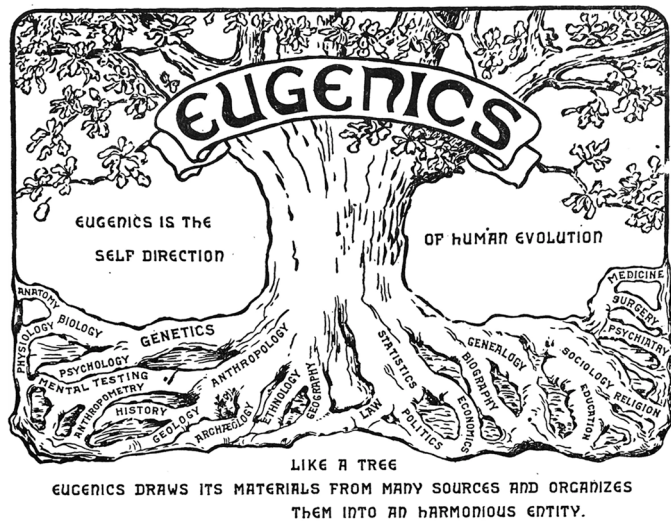 EUGENICS
EUGENICS IS THE
SELF DIRECTION
OF HUMAN EVOLUTION
ANATOMY
PHYSIOLOGY
BIOLOGY
GENETICS
PSYCHOLOGY
MENTAL TESTING
ANTHROPOMETRY
HISTORY
GEOLOGY
ANTHROPOLOGY
ARCHÆOLOGY
ETHNOLOGY
GEOGRAPHY
LAW
STATISTICS
POLITICS
ECONOMICS
BIOGRAPHY
GENEALOGY
EDUCATION
SOCIOLOGY
RELIGION
PSYCHIATRY
SURGERY
MEDICINE
LIKE A TREE
EUGENICS DRAWS ITS MATERIALS FROM MANY SOURCES AND ORGANIZES
THEM INTO AN HARMONIOUS ENTITY.